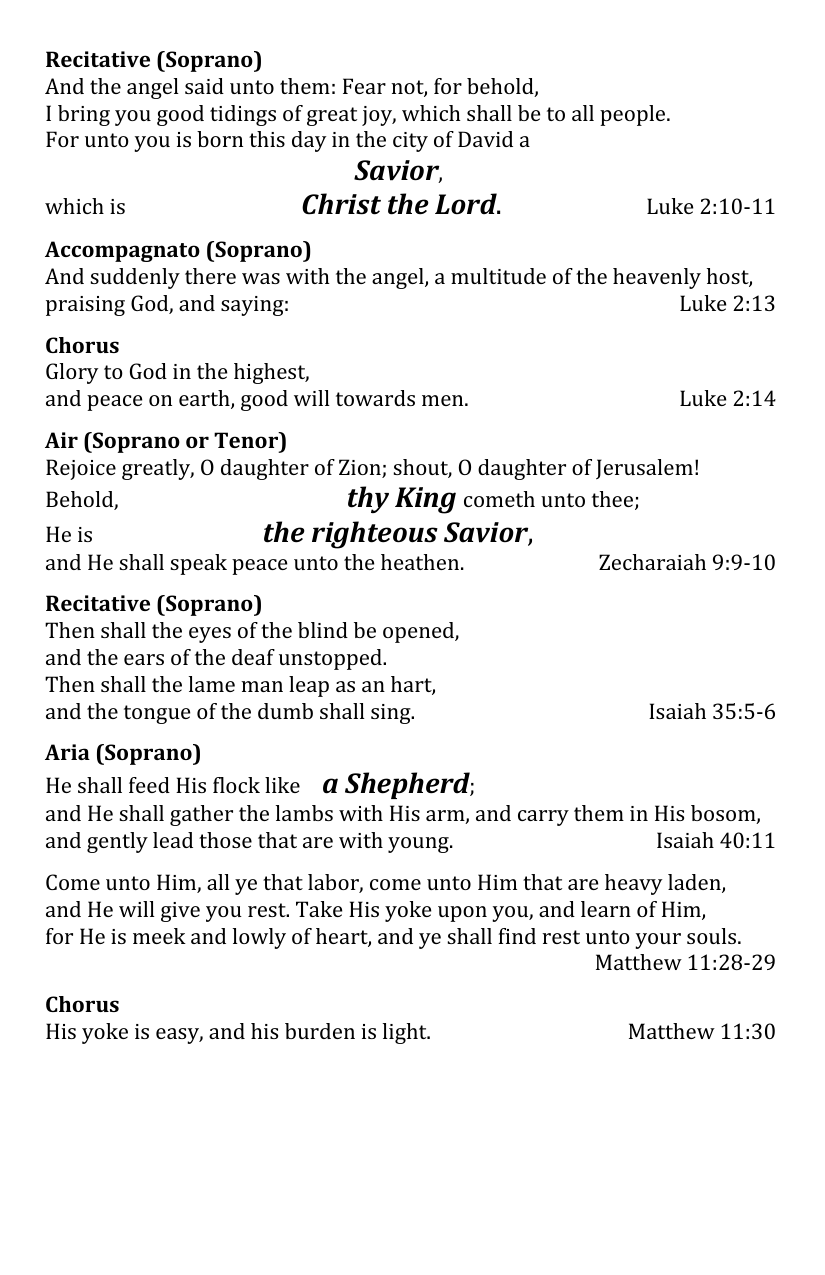 Recitative (Soprano)
And the angel said unto them: Fear not, for behold,
I bring you good tidings of great joy, which shall be to all people.
For unto you is born this day in the city of David a
Savior,
which is Christ the Lord. Luke 2:10-11
Accompagnato (Soprano)
And suddenly there was with the angel, a multitude of the heavenly host,
praising God, and saying: Luke 2:13
Chorus
Glory to God in the highest,
and peace on earth, good will towards men. Luke 2:14
Air (Soprano or Tenor)
Rejoice greatly, O daughter of Zion; shout, O daughter of Jerusalem!
Behold, thy King cometh unto thee;
He is the righteous Savior,
and He shall speak peace unto the heathen. Zecharaiah 9:9-10
Recitative (Soprano)
Then shall the eyes of the blind be opened,
and the ears of the deaf unstopped.
Then shall the lame man leap as an hart,
and the tongue of the dumb shall sing. Isaiah 35:5-6
Aria (Soprano)
He shall feed His flock like a Shepherd;
and He shall gather the lambs with His arm, and carry them in His bosom,
and gently lead those that are with young. Isaiah 40:11
Come unto Him, all ye that labor, come unto Him that are heavy laden,
and He will give you rest. Take His yoke upon you, and learn of Him,
for He is meek and lowly of heart, and ye shall find rest unto your souls.
Matthew 11:28-29
Chorus
His yoke is easy, and his burden is light. Matthew 11:30